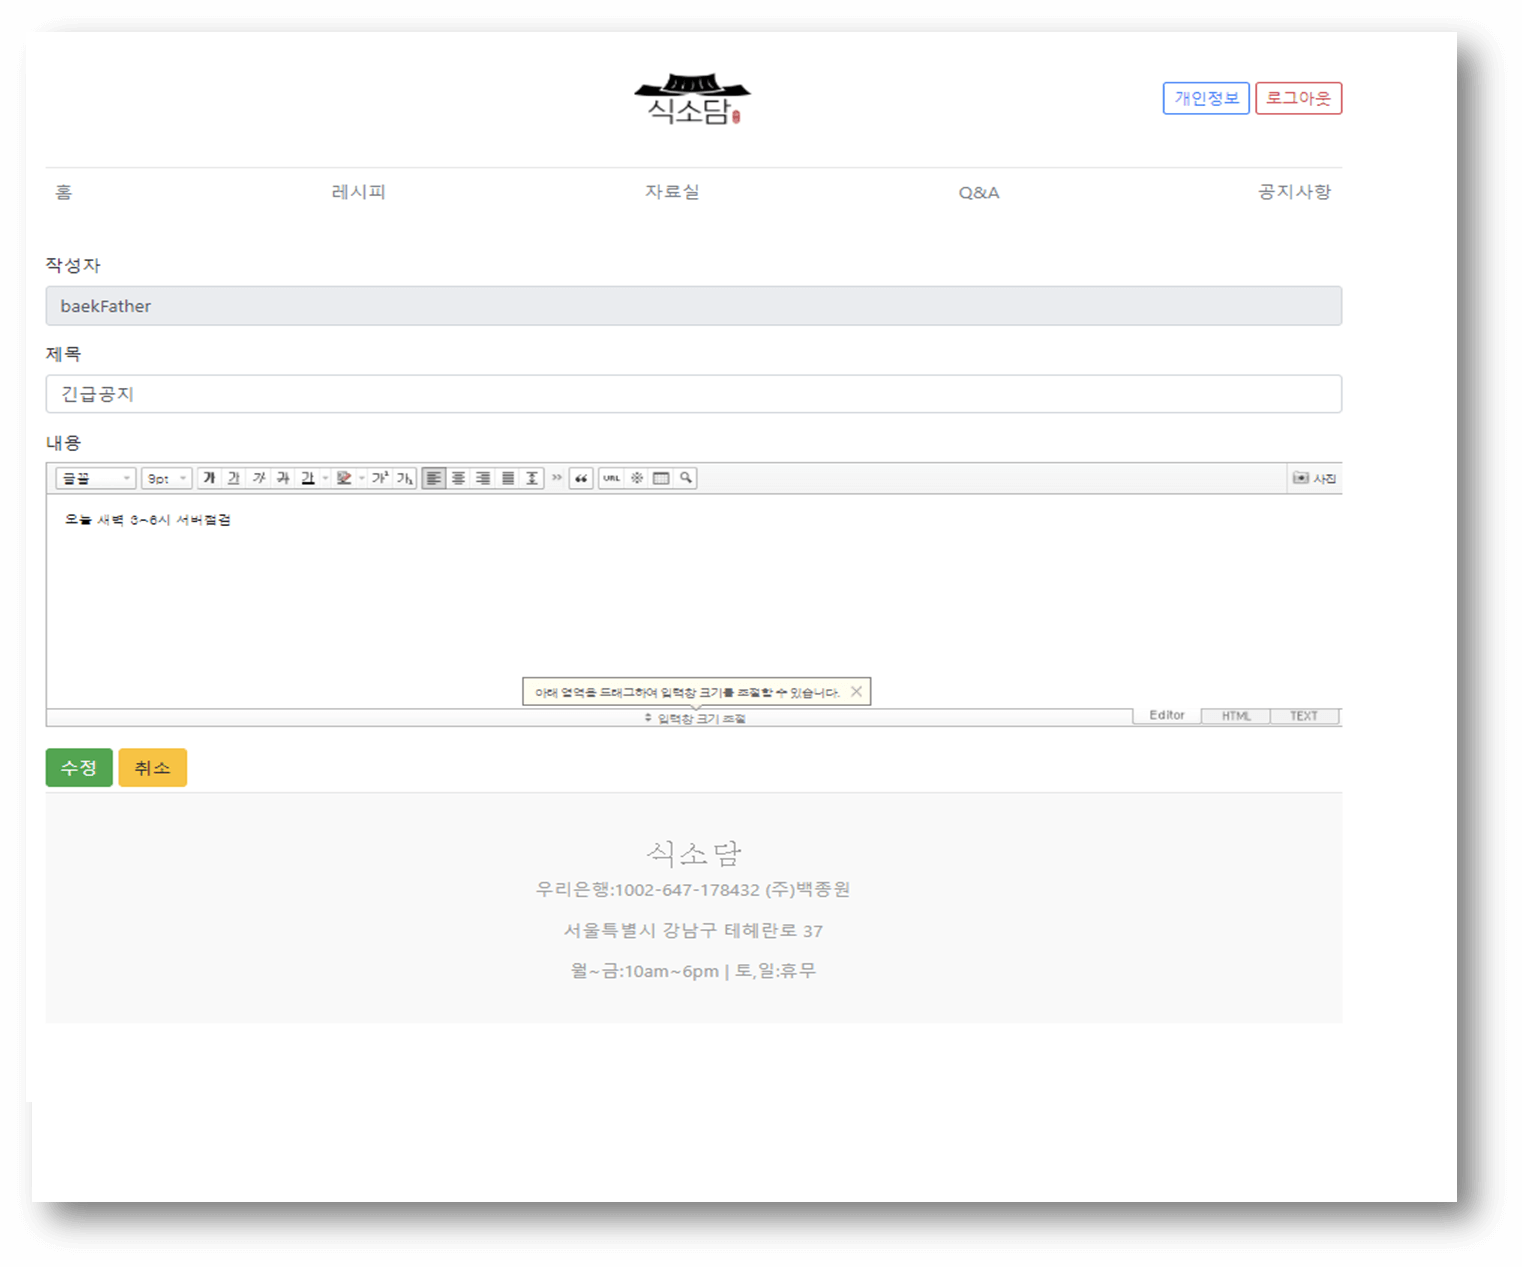 식소담
개인정보 로그아웃
홈 레시피 자료실 Q&A 공지사항
작성자
baekFather
제목
긴급공지
내용
글꼴 9pt 가 가 가 가 가 가¹ 가₁ » “ URL ※ 사진
오늘 새벽 3~6시 서버점검
아래 영역을 드래그하여 입력창 크기를 조절할 수 있습니다.
입력창 크기 조절 Editor HTML TEXT
수정 취소
식소담
우리은행:1002-647-178432 (주)백종원
서울특별시 강남구 테헤란로 37
월~금:10am~6pm | 토,일:휴무